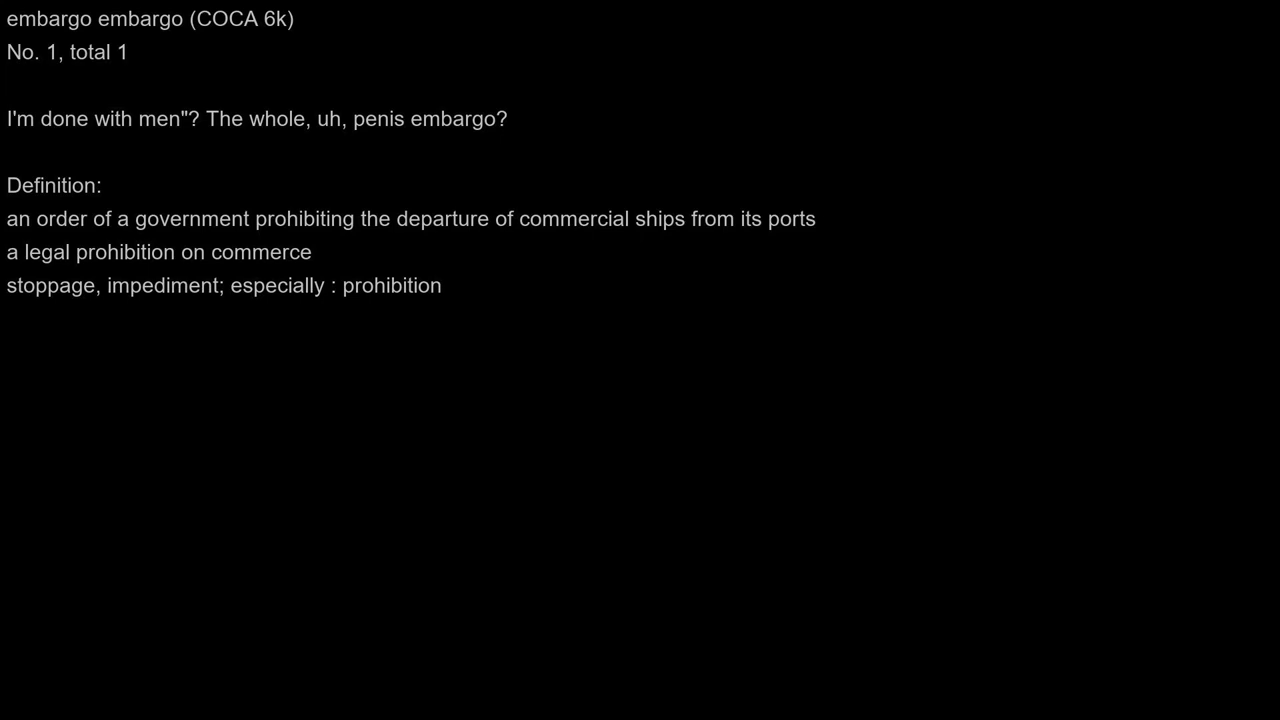 embargo embargo (COCA 6k)
No. 1, total 1
I'm done with men"? The whole, uh, penis embargo?
Definition:
an order of a government prohibiting the departure of commercial ships from its ports
a legal prohibition on commerce
stoppage, impediment; especially : prohibition